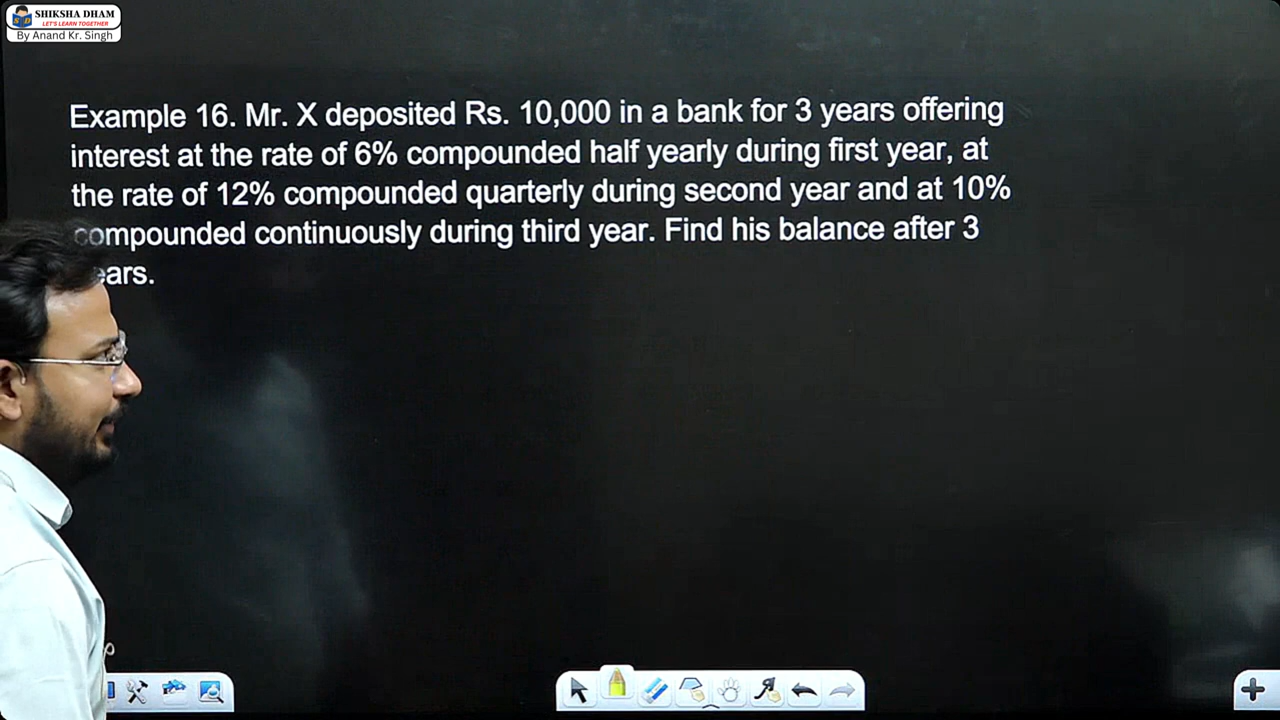 SHIKSHA DHAM
LET'S LEARN TOGETHER
By Anand Kr. Singh
Example 16. Mr. X deposited Rs. 10,000 in a bank for 3 years offering
interest at the rate of 6% compounded half yearly during first year, at
the rate of 12% compounded quarterly during second year and at 10%
compounded continuously during third year. Find his balance after 3
ears.